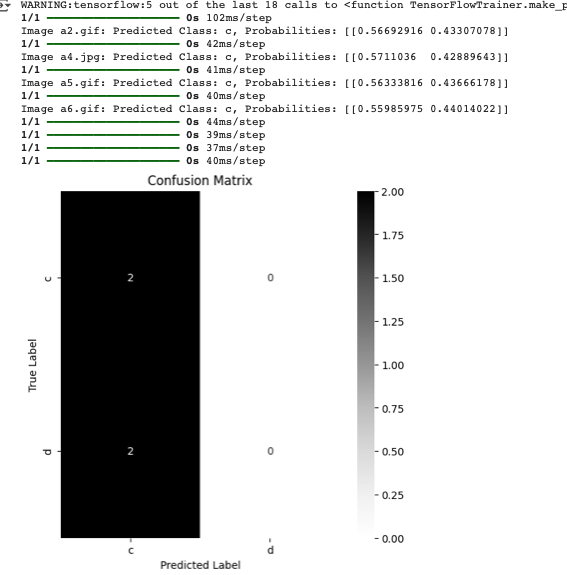 WARNING:tensorflow:5 out of the last 18 calls to <function TensorFlowTrainer.make_p
1/1 0s 102ms/step
Image a2.gif: Predicted Class: c, Probabilities: [[0.56692916 0.43307078]]
1/1 0s 42ms/step
Image a4.jpg: Predicted Class: c, Probabilities: [[0.5711036 0.42889643]]
1/1 0s 41ms/step
Image a5.gif: Predicted Class: c, Probabilities: [[0.56333816 0.43666178]]
1/1 0s 40ms/step
Image a6.gif: Predicted Class: c, Probabilities: [[0.55985975 0.44014022]]
1/1 0s 44ms/step
1/1 0s 39ms/step
1/1 0s 37ms/step
1/1 0s 40ms/step
Confusion Matrix
2.00
1.75
1.50
1.25
1.00
0.75
0.50
0.25
0.00
True Label
c
2
0
d
2
0
c
d
Predicted Label